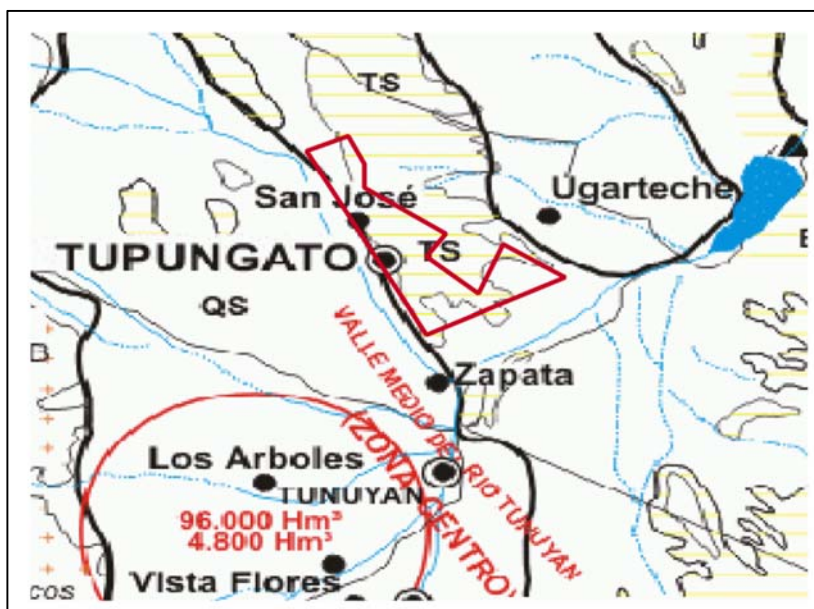 TS
San José
Ugarteche
TUPUNGATO
TS
QS
VALLE MEDIO DEL RIO TUNUYAN
(ZONA CENTRO)
Zapata
Los Arboles
TUNUYAN
96.000 Hm³
4.800 Hm³
Vista Flores
B
cos